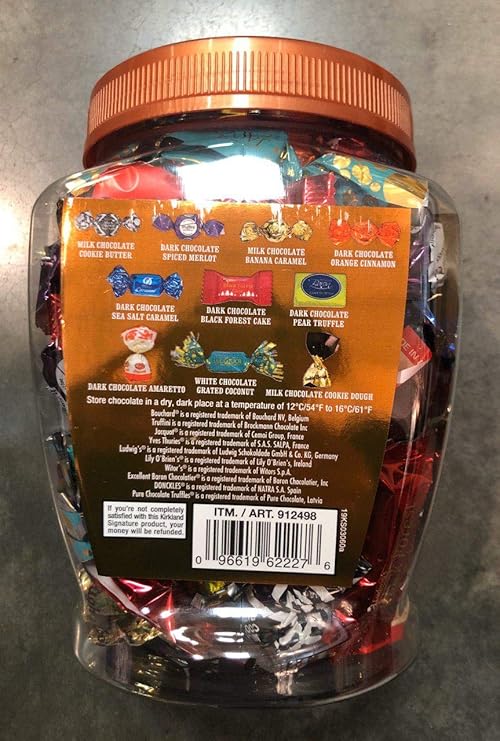 MILK CHOCOLATE
COOKIE BUTTER
DARK CHOCOLATE
SPICED MERLOT
MILK CHOCOLATE
BANANA CARAMEL
DARK CHOCOLATE
ORANGE CINNAMON
DARK CHOCOLATE
SEA SALT CARAMEL
DARK CHOCOLATE
BLACK FOREST CAKE
DARK CHOCOLATE
PEAR TRUFFLE
DARK CHOCOLATE AMARETTO
WHITE CHOCOLATE
GRATED COCONUT
MILK CHOCOLATE COOKIE DOUGH
Store chocolate in a dry, dark place at a temperature of 12°C/54°F to 16°C/61°F
Bouchard® is a registered trademark of Bouchard NV, Belgium
Truffini is a registered trademark of Brockmann Chocolate Inc
Jacquot® is a registered trademark of Cemoi Group, France
Yves Thuries® is a registered trademark of S.A.S. SALPA, France
Ludwig's® is a registered trademark of Ludwig Schokolade GmbH & Co. KG, Germany
Lily O'Brien's® is a registered trademark of Lily O'Brien's, Ireland
Witor's® is a registered trademark of Witors S.p.A.
Excellent Baron Chocolatier® is a registered trademark of Baron Chocolatier, Inc
DONCKLES® is a registered trademark of NATRA S.A. Spain
Pure Chocolate Truffles® is a registered trademark of Pure Chocolate, Latvia
If you're not completely
satisfied with this Kirkland
Signature product, your
money will be refunded.
ITM. / ART. 912498
0 96619 62227 6
19KS03060a